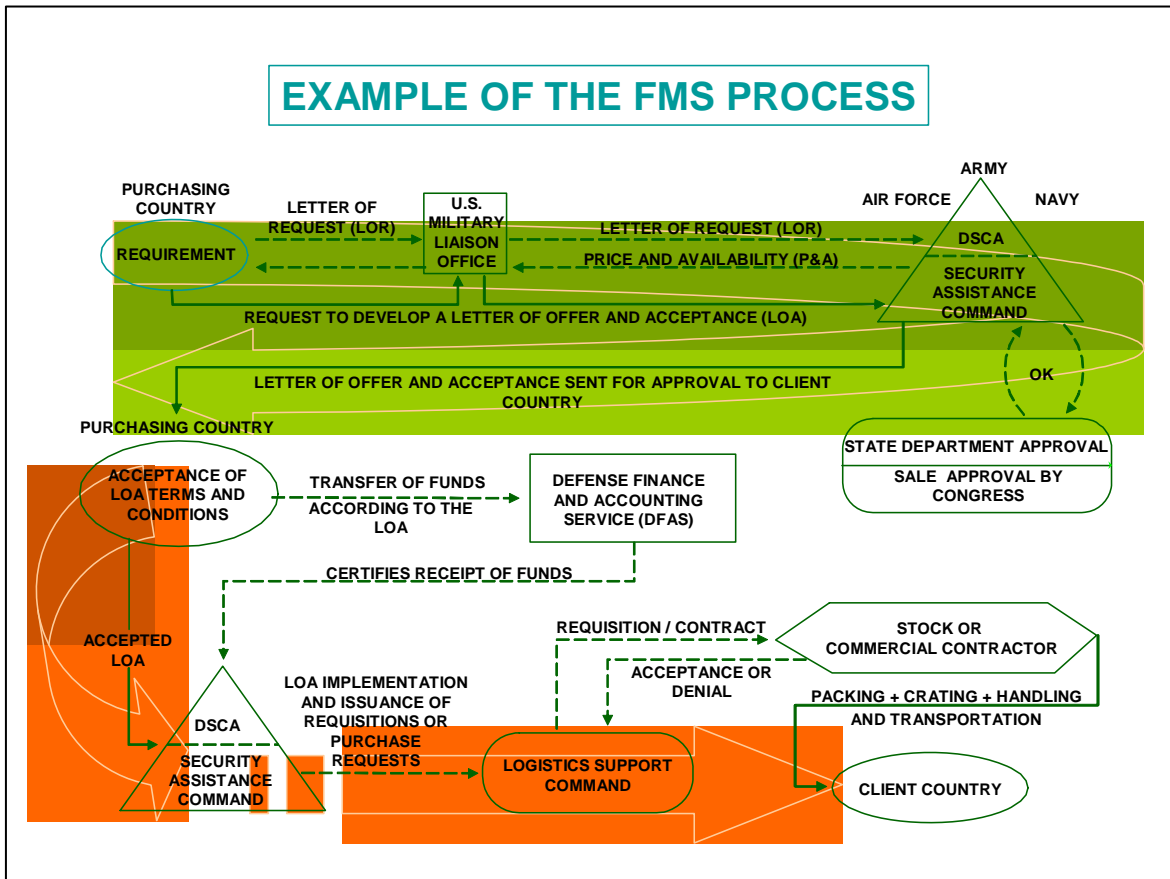 EXAMPLE OF THE FMS PROCESS
ARMY
AIR FORCE
NAVY
PURCHASING
COUNTRY
REQUIREMENT
LETTER OF
REQUEST (LOR)
U.S.
MILITARY
LIAISON
OFFICE
LETTER OF REQUEST (LOR)
PRICE AND AVAILABILITY (P&A)
DSCA
SECURITY
ASSISTANCE
COMMAND
REQUEST TO DEVELOP A LETTER OF OFFER AND ACCEPTANCE (LOA)
LETTER OF OFFER AND ACCEPTANCE SENT FOR APPROVAL TO CLIENT
COUNTRY
OK
STATE DEPARTMENT APPROVAL
SALE APPROVAL BY
CONGRESS
PURCHASING COUNTRY
ACCEPTANCE OF
LOA TERMS AND
CONDITIONS
TRANSFER OF FUNDS
ACCORDING TO THE
LOA
DEFENSE FINANCE
AND ACCOUNTING
SERVICE (DFAS)
CERTIFIES RECEIPT OF FUNDS
ACCEPTED
LOA
DSCA
SECURITY
ASSISTANCE
COMMAND
LOA IMPLEMENTATION
AND ISSUANCE OF
REQUISITIONS OR
PURCHASE
REQUESTS
REQUISITION / CONTRACT
ACCEPTANCE OR
DENIAL
LOGISTICS SUPPORT
COMMAND
STOCK OR
COMMERCIAL CONTRACTOR
PACKING + CRATING + HANDLING
AND TRANSPORTATION
CLIENT COUNTRY